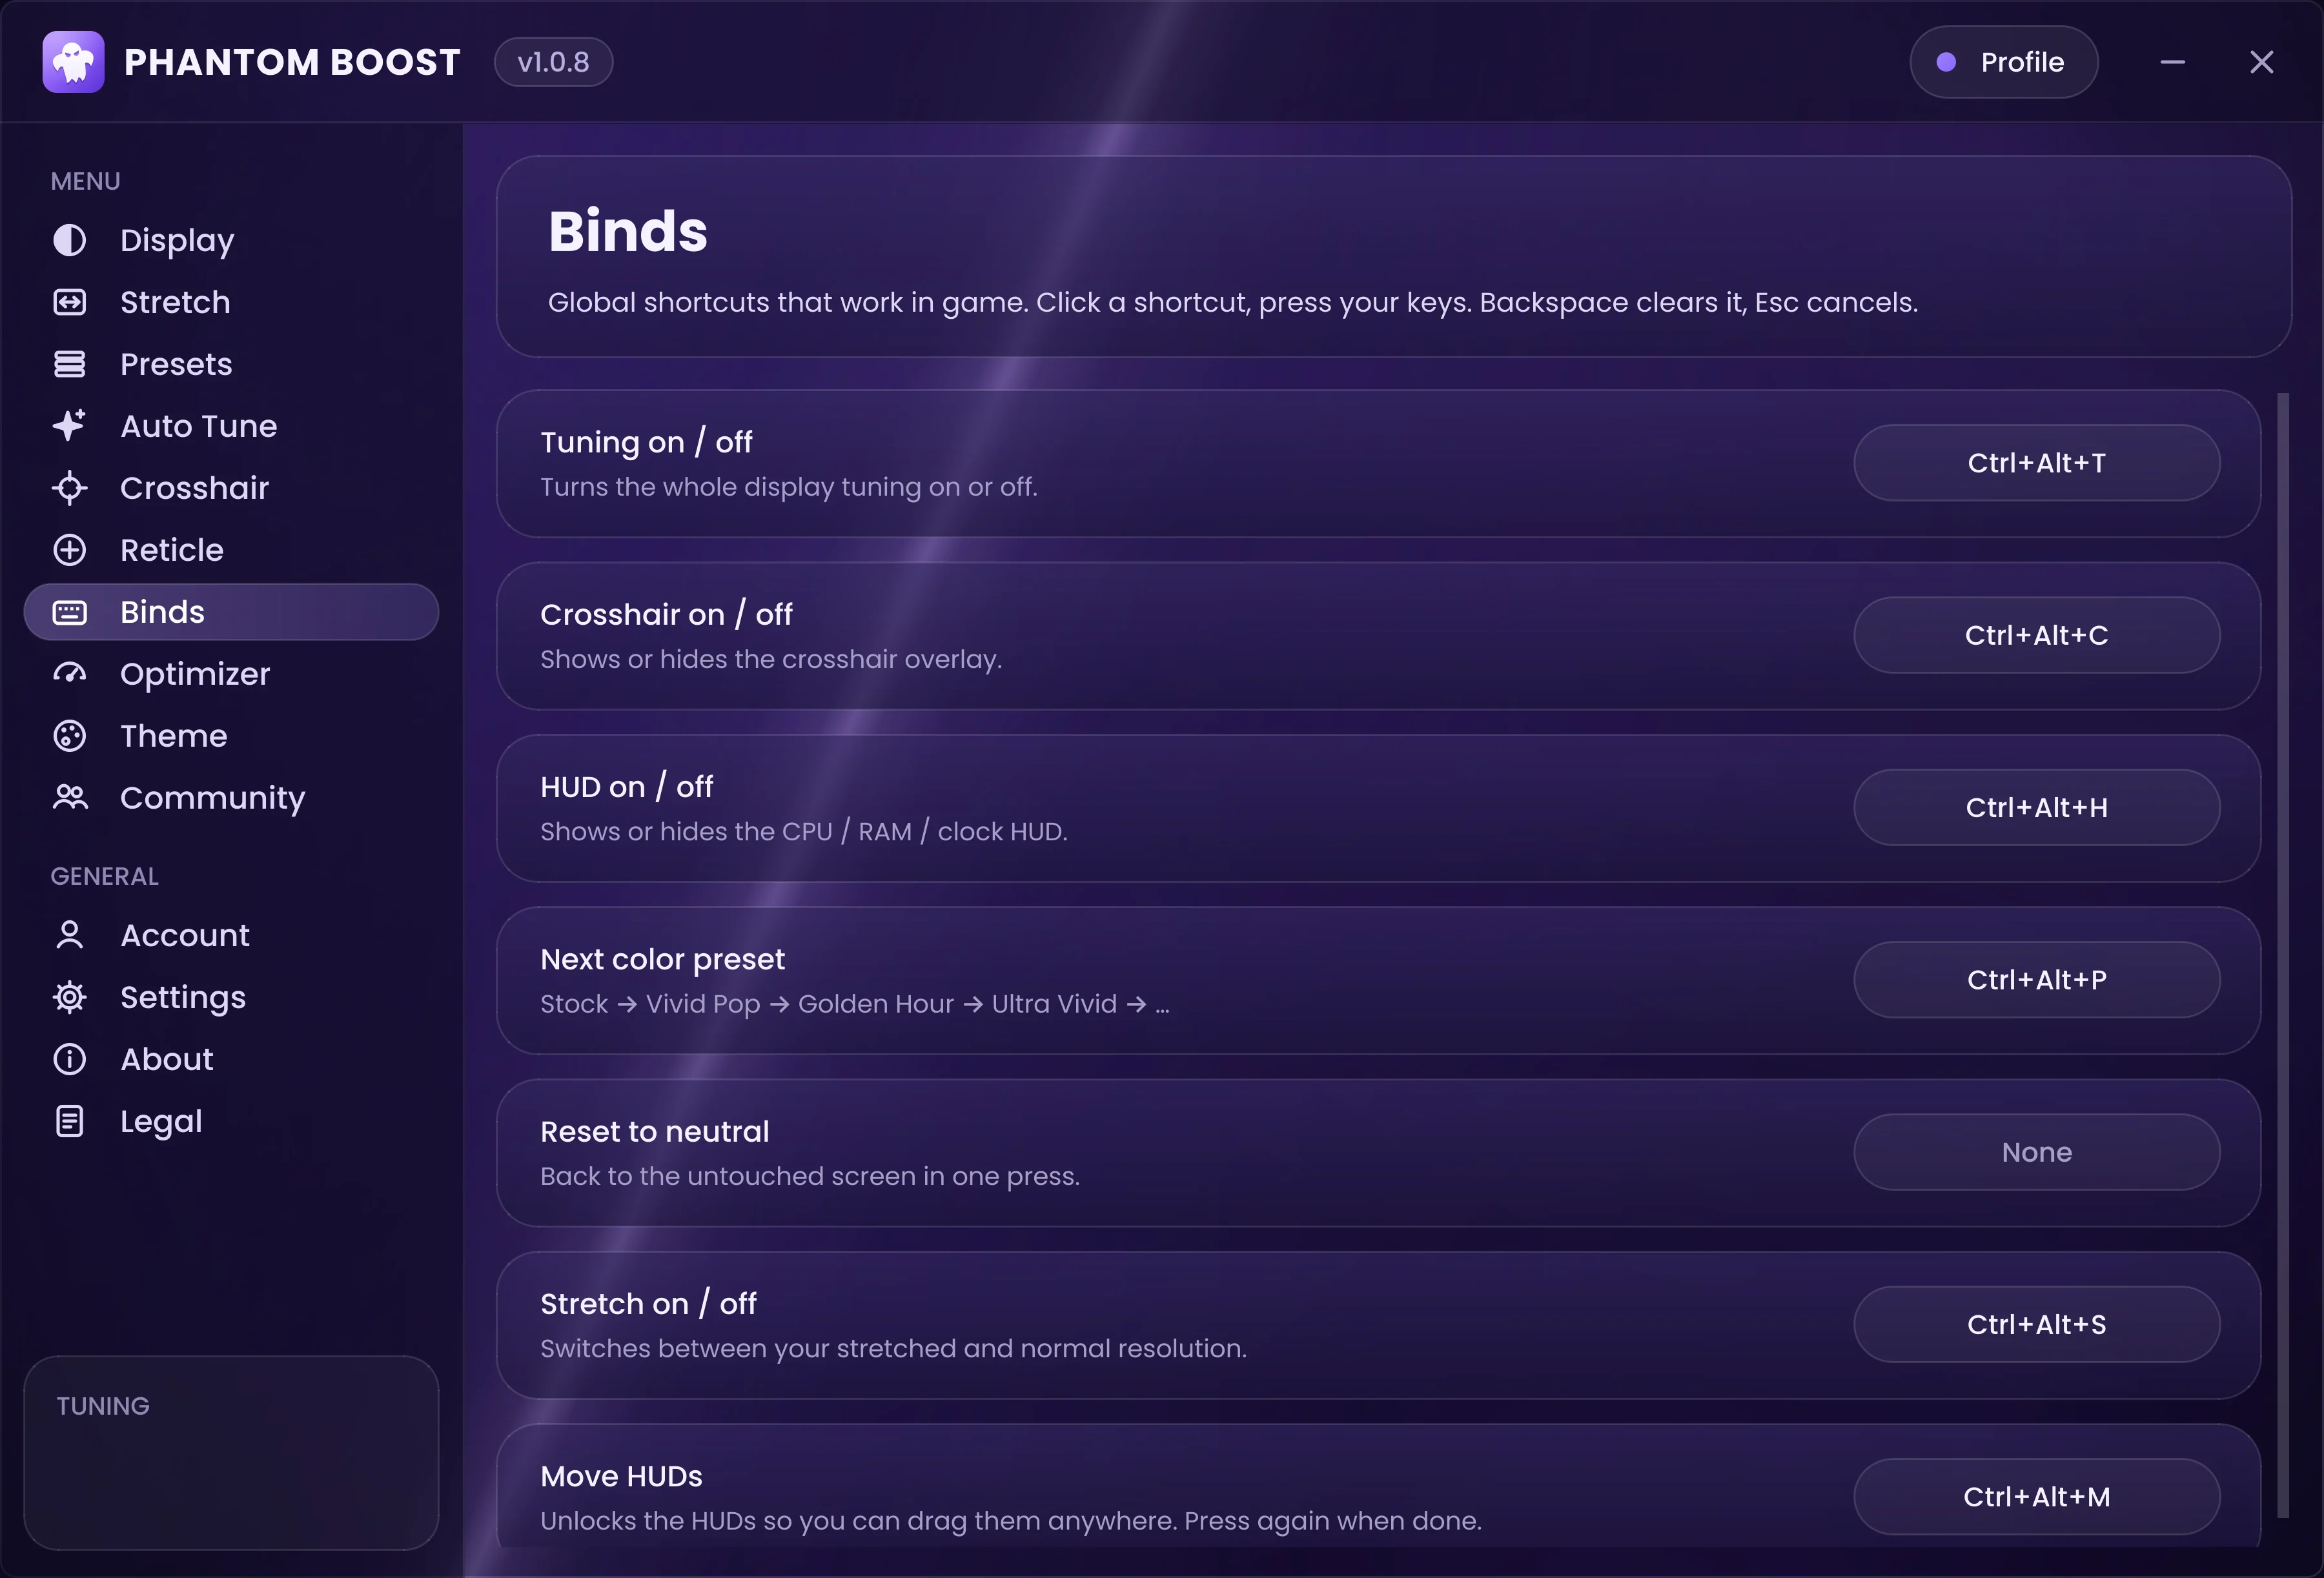 PHANTOM BOOST
v1.0.8
Profile
MENU
Display
Stretch
Presets
Auto Tune
Crosshair
Reticle
Binds
Optimizer
Theme
Community
GENERAL
Account
Settings
About
Legal
TUNING
Binds
Global shortcuts that work in game. Click a shortcut, press your keys. Backspace clears it, Esc cancels.
Tuning on / off
Turns the whole display tuning on or off.
Ctrl+Alt+T
Crosshair on / off
Shows or hides the crosshair overlay.
Ctrl+Alt+C
HUD on / off
Shows or hides the CPU / RAM / clock HUD.
Ctrl+Alt+H
Next color preset
Stock → Vivid Pop → Golden Hour → Ultra Vivid → ...
Ctrl+Alt+P
Reset to neutral
Back to the untouched screen in one press.
None
Stretch on / off
Switches between your stretched and normal resolution.
Ctrl+Alt+S
Move HUDs
Unlocks the HUDs so you can drag them anywhere. Press again when done.
Ctrl+Alt+M